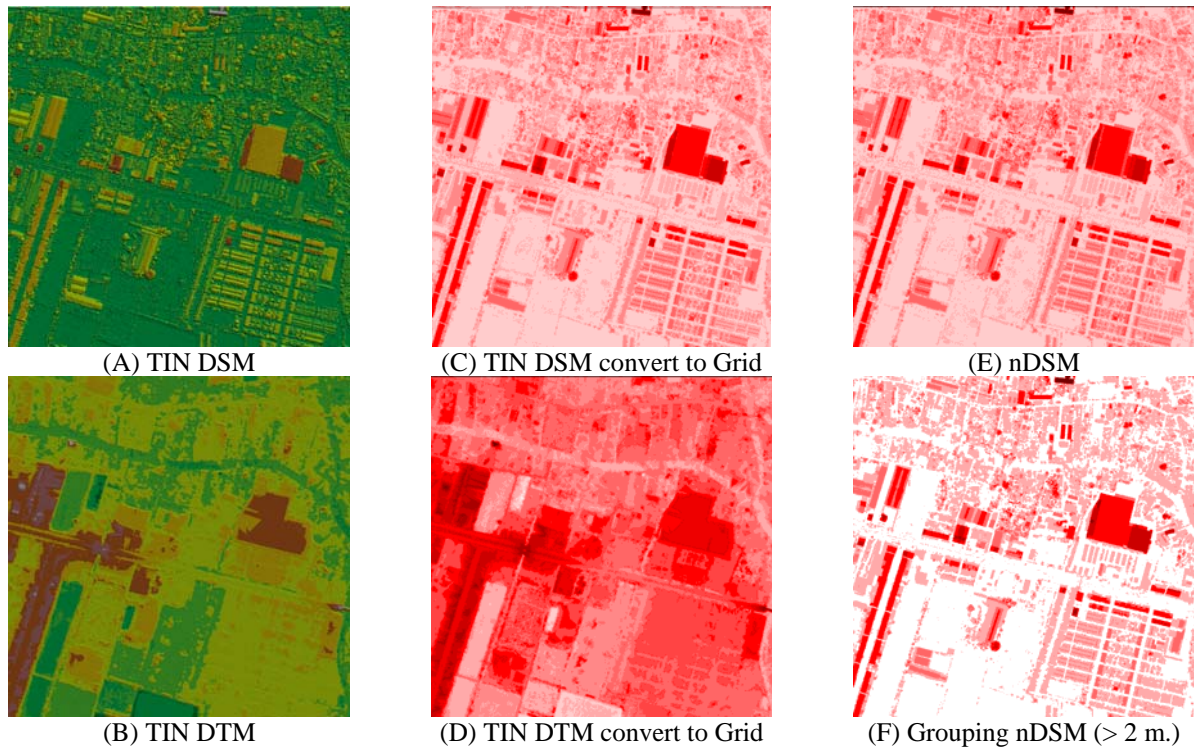 (A) TIN DSM
(C) TIN DSM convert to Grid
(E) nDSM
(B) TIN DTM
(D) TIN DTM convert to Grid
(F) Grouping nDSM (> 2 m.)